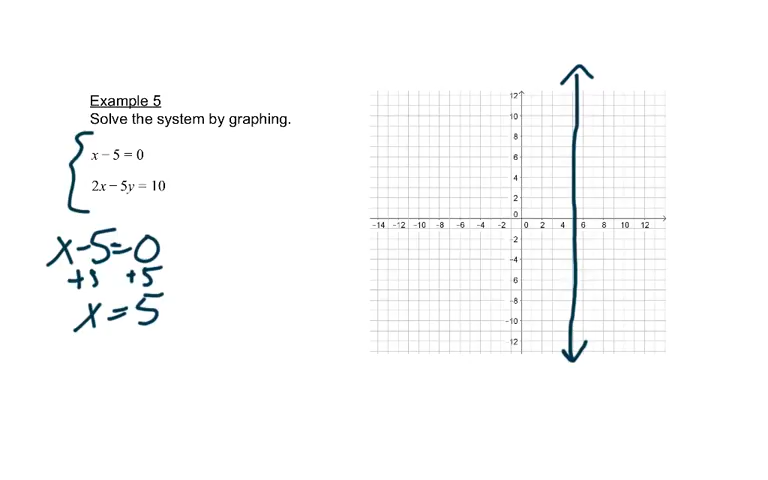 Example 5
Solve the system by graphing.
x − 5 = 0
2x − 5y = 10
x-5=0
+5 +5
x=5
12
10
8
6
4
2
0
-14 -12 -10 -8 -6 -4 -2 0 2 4 6 8 10 12
-2
-4
-6
-8
-10
-12